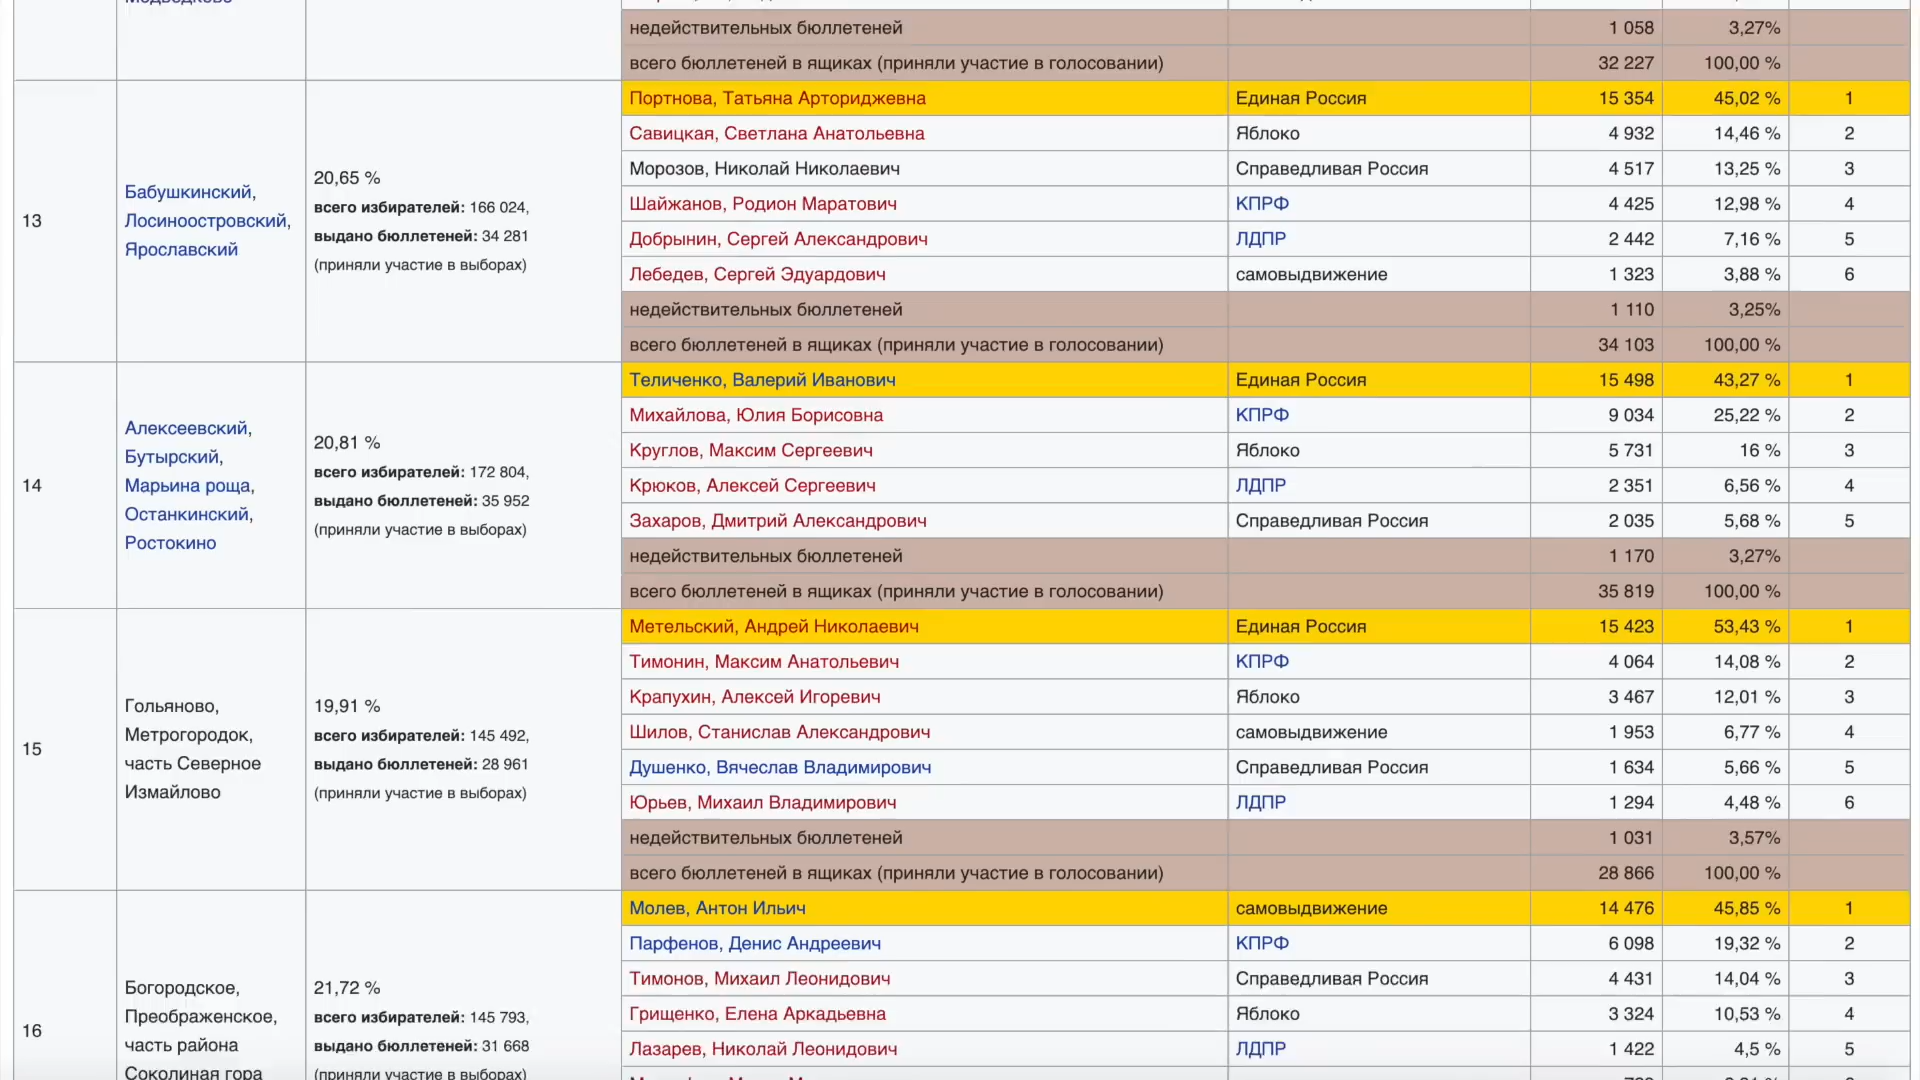 недействительных бюллетеней 1 058 3,27%
всего бюллетеней в ящиках (приняли участие в голосовании) 32 227 100,00 %
13
Бабушкинский,
Лосиноостровский,
Ярославский
20,65 %
всего избирателей: 166 024,
выдано бюллетеней: 34 281
(приняли участие в выборах)
Портнова, Татьяна Арториджевна Единая Россия 15 354 45,02 % 1
Савицкая, Светлана Анатольевна Яблоко 4 932 14,46 % 2
Морозов, Николай Николаевич Справедливая Россия 4 517 13,25 % 3
Шайжанов, Родион Маратович КПРФ 4 425 12,98 % 4
Добрынин, Сергей Александрович ЛДПР 2 442 7,16 % 5
Лебедев, Сергей Эдуардович самовыдвижение 1 323 3,88 % 6
недействительных бюллетеней 1 110 3,25%
всего бюллетеней в ящиках (приняли участие в голосовании) 34 103 100,00 %
14
Алексеевский,
Бутырский,
Марьина роща,
Останкинский,
Ростокино
20,81 %
всего избирателей: 172 804,
выдано бюллетеней: 35 952
(приняли участие в выборах)
Теличенко, Валерий Иванович Единая Россия 15 498 43,27 % 1
Михайлова, Юлия Борисовна КПРФ 9 034 25,22 % 2
Круглов, Максим Сергеевич Яблоко 5 731 16 % 3
Крюков, Алексей Сергеевич ЛДПР 2 351 6,56 % 4
Захаров, Дмитрий Александрович Справедливая Россия 2 035 5,68 % 5
недействительных бюллетеней 1 170 3,27%
всего бюллетеней в ящиках (приняли участие в голосовании) 35 819 100,00 %
15
Гольяново,
Метрогородок,
часть Северное
Измайлово
19,91 %
всего избирателей: 145 492,
выдано бюллетеней: 28 961
(приняли участие в выборах)
Метельский, Андрей Николаевич Единая Россия 15 423 53,43 % 1
Тимонин, Максим Анатольевич КПРФ 4 064 14,08 % 2
Крапухин, Алексей Игоревич Яблоко 3 467 12,01 % 3
Шилов, Станислав Александрович самовыдвижение 1 953 6,77 % 4
Душенко, Вячеслав Владимирович Справедливая Россия 1 634 5,66 % 5
Юрьев, Михаил Владимирович ЛДПР 1 294 4,48 % 6
недействительных бюллетеней 1 031 3,57%
всего бюллетеней в ящиках (приняли участие в голосовании) 28 866 100,00 %
16
Богородское,
Преображенское,
часть района
Соколиная гора
21,72 %
всего избирателей: 145 793,
выдано бюллетеней: 31 668
(приняли участие в выборах)
Молев, Антон Ильич самовыдвижение 14 476 45,85 % 1
Парфенов, Денис Андреевич КПРФ 6 098 19,32 % 2
Тимонов, Михаил Леонидович Справедливая Россия 4 431 14,04 % 3
Грищенко, Елена Аркадьевна Яблоко 3 324 10,53 % 4
Лазарев, Николай Леонидович ЛДПР 1 422 4,5 % 5